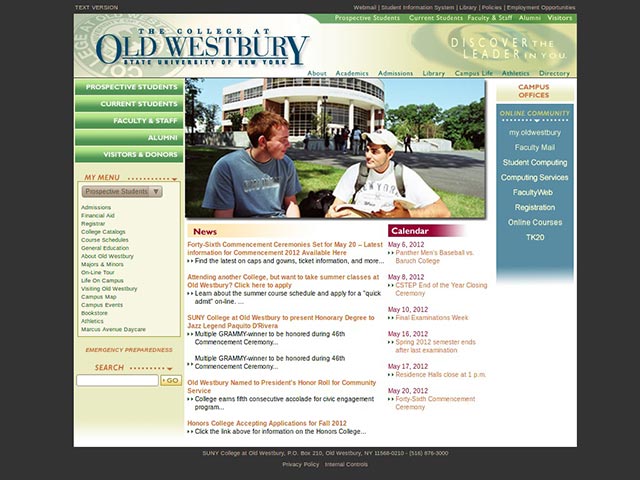 TEXT VERSION
Webmail | Student Information System | Library | Policies | Employment Opportunities
Prospective Students Current Students Faculty & Staff Alumni Visitors
THE COLLEGE AT
OLD WESTBURY
STATE UNIVERSITY OF NEW YORK
DISCOVER THE
LEADER IN YOU.
About Academics Admissions Library Campus Life Athletics Directory
PROSPECTIVE STUDENTS
CURRENT STUDENTS
FACULTY & STAFF
ALUMNI
VISITORS & DONORS
MY MENU
Prospective Students
Admissions
Financial Aid
Registrar
College Catalogs
Course Schedules
General Education
About Old Westbury
Majors & Minors
On-Line Tour
Life On Campus
Visiting Old Westbury
Campus Map
Campus Events
Bookstore
Athletics
Marcus Avenue Daycare
EMERGENCY PREPAREDNESS
SEARCH
GO
News
Forty-Sixth Commencement Ceremonies Set for May 20 – Latest
information for Commencement 2012 Available Here
Find the latest on caps and gowns, ticket information, and more...
Attending another College, but want to take summer classes at
Old Westbury? Click here to apply
Learn about the summer course schedule and apply for a "quick
admit" on-line. ...
SUNY College at Old Westbury to present Honorary Degree to
Jazz Legend Paquito D'Rivera
Multiple GRAMMY-winner to be honored during 46th
Commencement Ceremony...
Multiple GRAMMY-winner to be honored during 46th
Commencement Ceremony...
Old Westbury Named to President's Honor Roll for Community
Service
College earns fifth consecutive accolade for civic engagement
program...
Honors College Accepting Applications for Fall 2012
Click the link above for information on the Honors College...
Calendar
May 6, 2012
Panther Men's Baseball vs.
Baruch College
May 8, 2012
CSTEP End of the Year Closing
Ceremony
May 10, 2012
Final Examinations Week
May 16, 2012
Spring 2012 semester ends
after last examination
May 17, 2012
Residence Halls close at 1 p.m.
May 20, 2012
Forty-Sixth Commencement
Ceremony
CAMPUS
OFFICES
ONLINE COMMUNITY
my.oldwestbury
Faculty Mail
Student Computing
Computing Services
FacultyWeb
Registration
Online Courses
TK20
SUNY College at Old Westbury, P.O. Box 210, Old Westbury, NY 11568-0210 - (516) 876-3000
Privacy Policy | Internal Controls